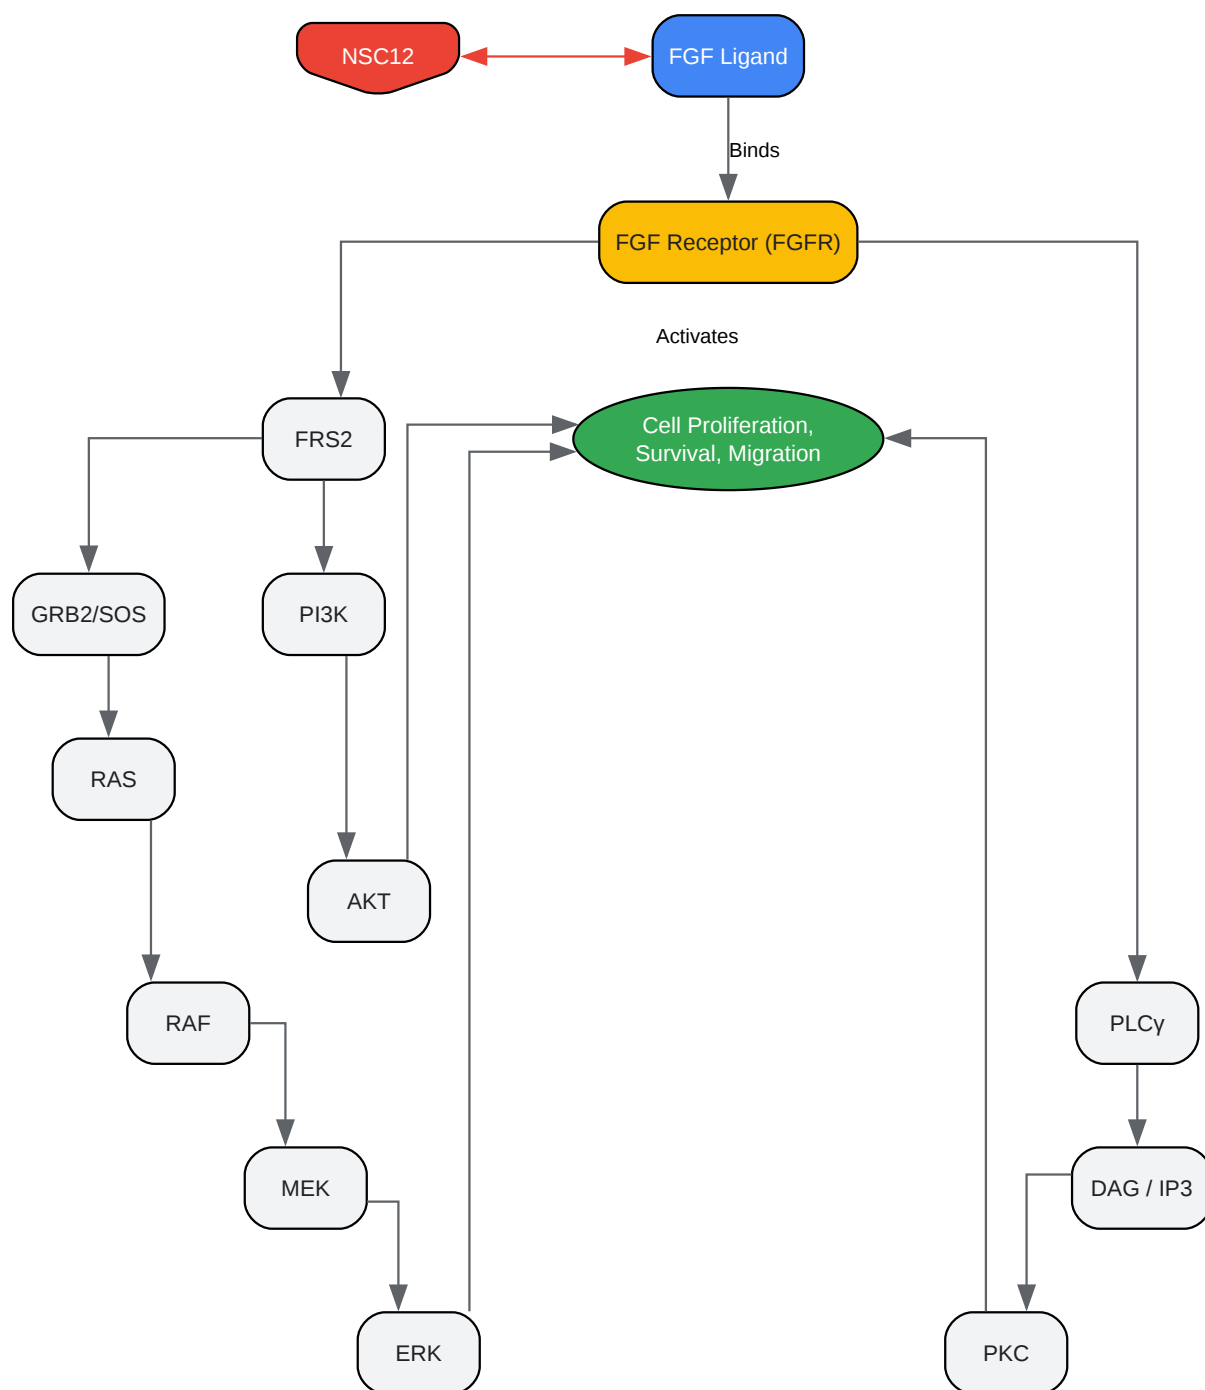 NSC12
FGF Ligand
Binds
FGF Receptor (FGFR)
Activates
Cell Proliferation,
Survival, Migration
FRS2
GRB2/SOS
PI3K
RAS
AKT
RAF
PLCγ
MEK
DAG / IP3
ERK
PKC